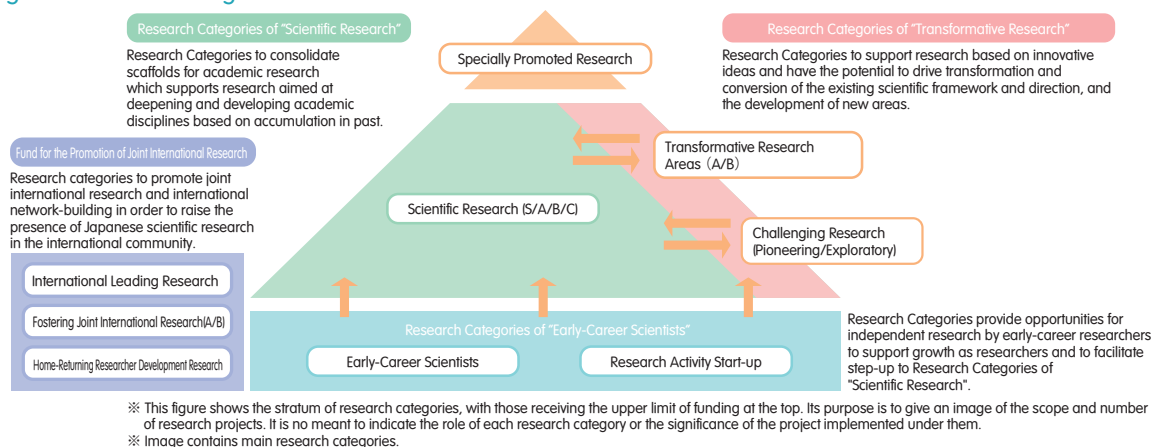 Research Categories of "Scientific Research"
Research Categories to consolidate
scaffolds for academic research
which supports research aimed at
deepening and developing academic
disciplines based on accumulation in past.
Specially Promoted Research
Research Categories of "Transformative Research"
Research Categories to support research based on innovative
ideas and have the potential to drive transformation and
conversion of the existing scientific framework and direction, and
the development of new areas.
Fund for the Promotion of Joint International Research
Research categories to promote joint
international research and international
network-building in order to raise the
presence of Japanese scientific research
in the international community.
International Leading Research
Fostering Joint International Research(A/B)
Home-Returning Researcher Development Research
Transformative Research
Areas (A/B)
Scientific Research (S/A/B/C)
Challenging Research
(Pioneering/Exploratory)
Research Categories of "Early-Career Scientists"
Early-Career Scientists
Research Activity Start-up
Research Categories provide opportunities for
independent research by early-career researchers
to support growth as researchers and to facilitate
step-up to Research Categories of
"Scientific Research".
※ This figure shows the stratum of research categories, with those receiving the upper limit of funding at the top. Its purpose is to give an image of the scope and number
of research projects. It is no meant to indicate the role of each research category or the significance of the project implemented under them.
※ Image contains main research categories.